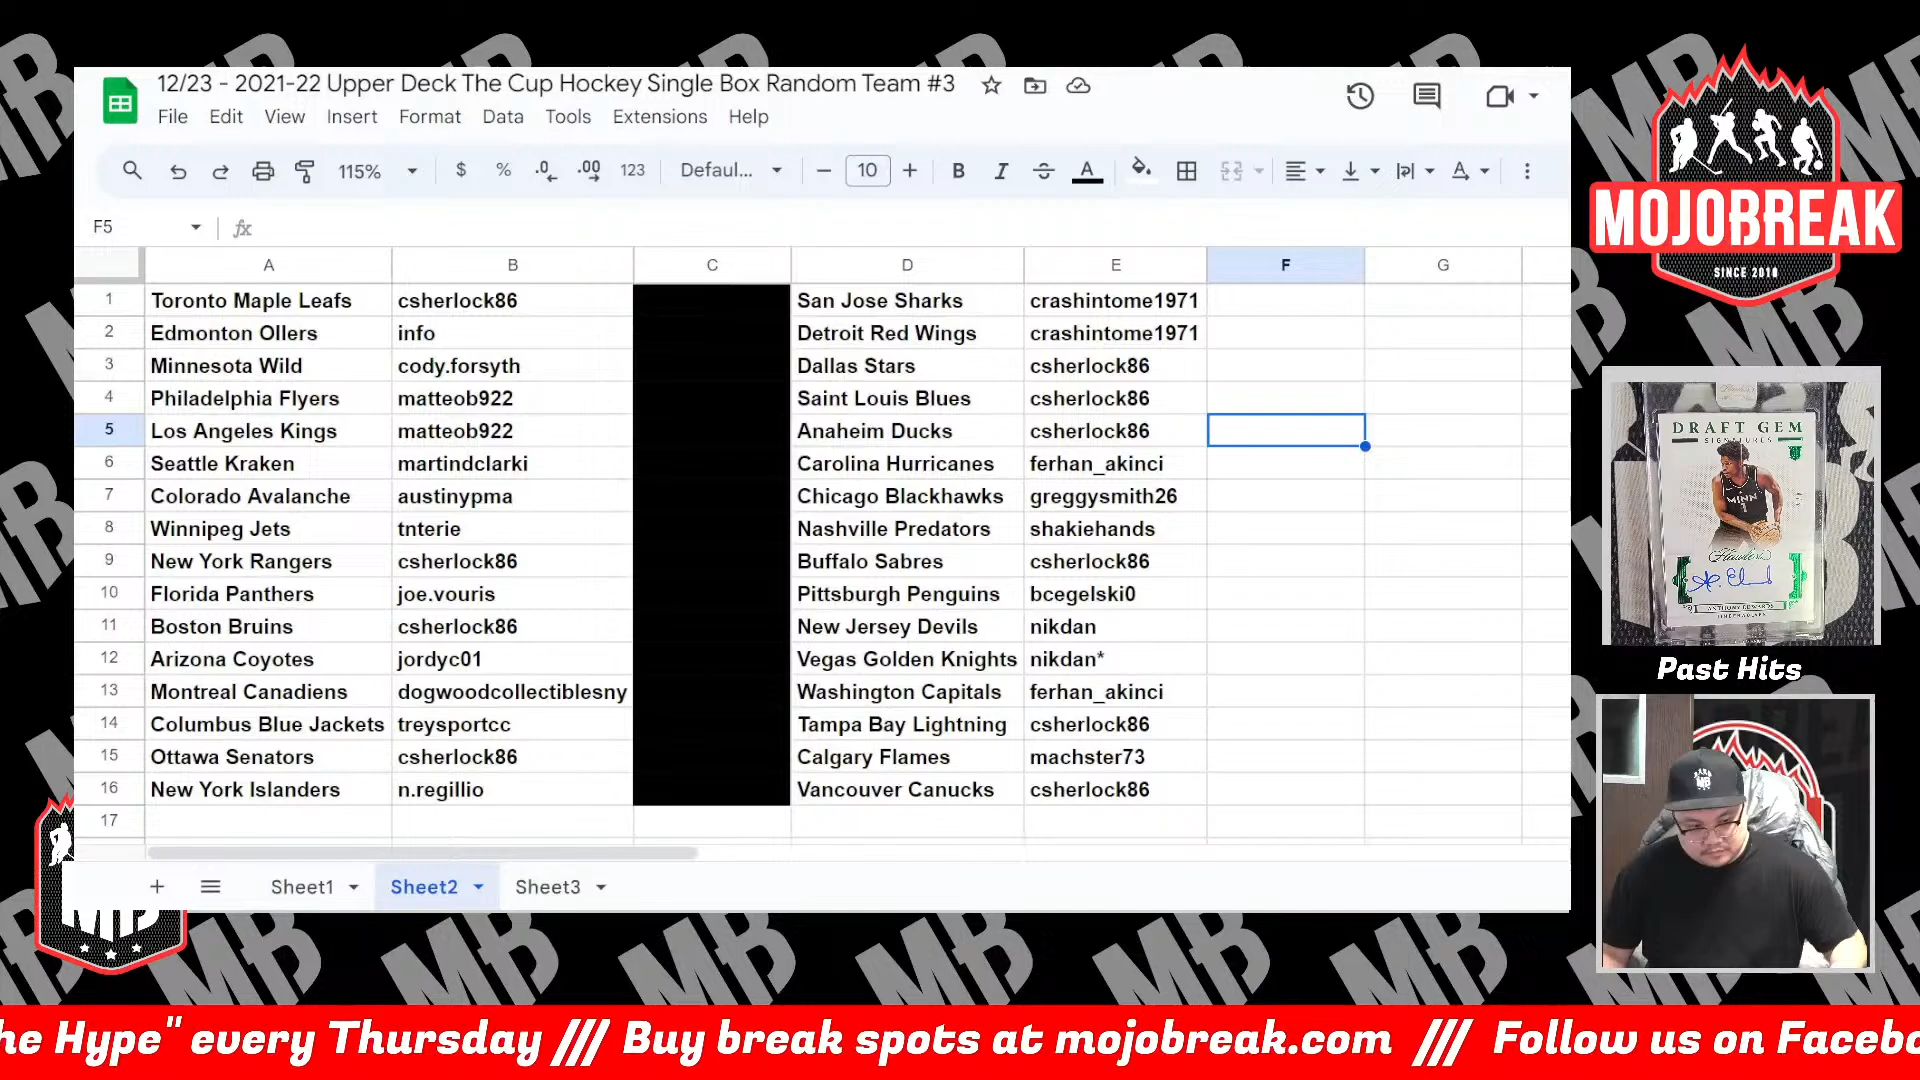 12/23 - 2021-22 Upper Deck The Cup Hockey Single Box Random Team #3
File Edit View Insert Format Data Tools Extensions Help
115% $ % .0 .00 123 Defaul... 10 B I A
F5 fx
A B C D E F G
1 Toronto Maple Leafs csherlock86 San Jose Sharks crashintome1971
2 Edmonton OIlers info Detroit Red Wings crashintome1971
3 Minnesota Wild cody.forsyth Dallas Stars csherlock86
4 Philadelphia Flyers matteob922 Saint Louis Blues csherlock86
5 Los Angeles Kings matteob922 Anaheim Ducks csherlock86
6 Seattle Kraken martindclarki Carolina Hurricanes ferhan_akinci
7 Colorado Avalanche austinypma Chicago Blackhawks greggysmith26
8 Winnipeg Jets tnterie Nashville Predators shakiehands
9 New York Rangers csherlock86 Buffalo Sabres csherlock86
10 Florida Panthers joe.vouris Pittsburgh Penguins bcegelski0
11 Boston Bruins csherlock86 New Jersey Devils nikdan
12 Arizona Coyotes jordyc01 Vegas Golden Knights nikdan*
13 Montreal Canadiens dogwoodcollectiblesny Washington Capitals ferhan_akinci
14 Columbus Blue Jackets treysportcc Tampa Bay Lightning csherlock86
15 Ottawa Senators csherlock86 Calgary Flames machster73
16 New York Islanders n.regillio Vancouver Canucks csherlock86
17
Sheet1 Sheet2 Sheet3
MOJOBREAK
SINCE 2010
DRAFT GEM
SIGNATURES
MINN
1
Flawless
ANTHONY EDWARDS
Past Hits
MB
he Hype" every Thursday /// Buy break spots at mojobreak.com /// Follow us on Facebo